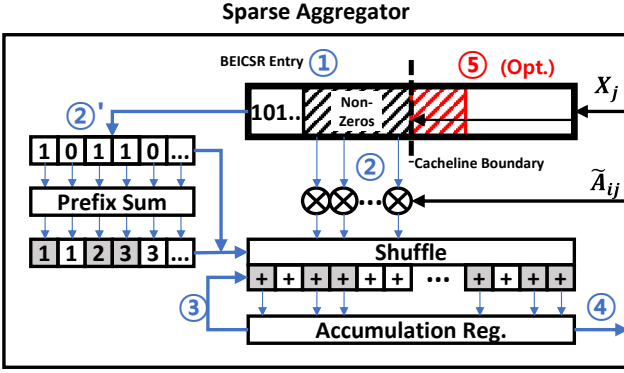 Sparse Aggregator
BEICSR Entry ① ⑤ (Opt.)
101.. Non-Zeros X_j
②'
1 0 1 1 0 ...
Cacheline Boundary
② Ã_ij
...
Prefix Sum
1 1 2 3 3 ...
Shuffle
+ + + + + + ... + + + +
③ ④
Accumulation Reg.